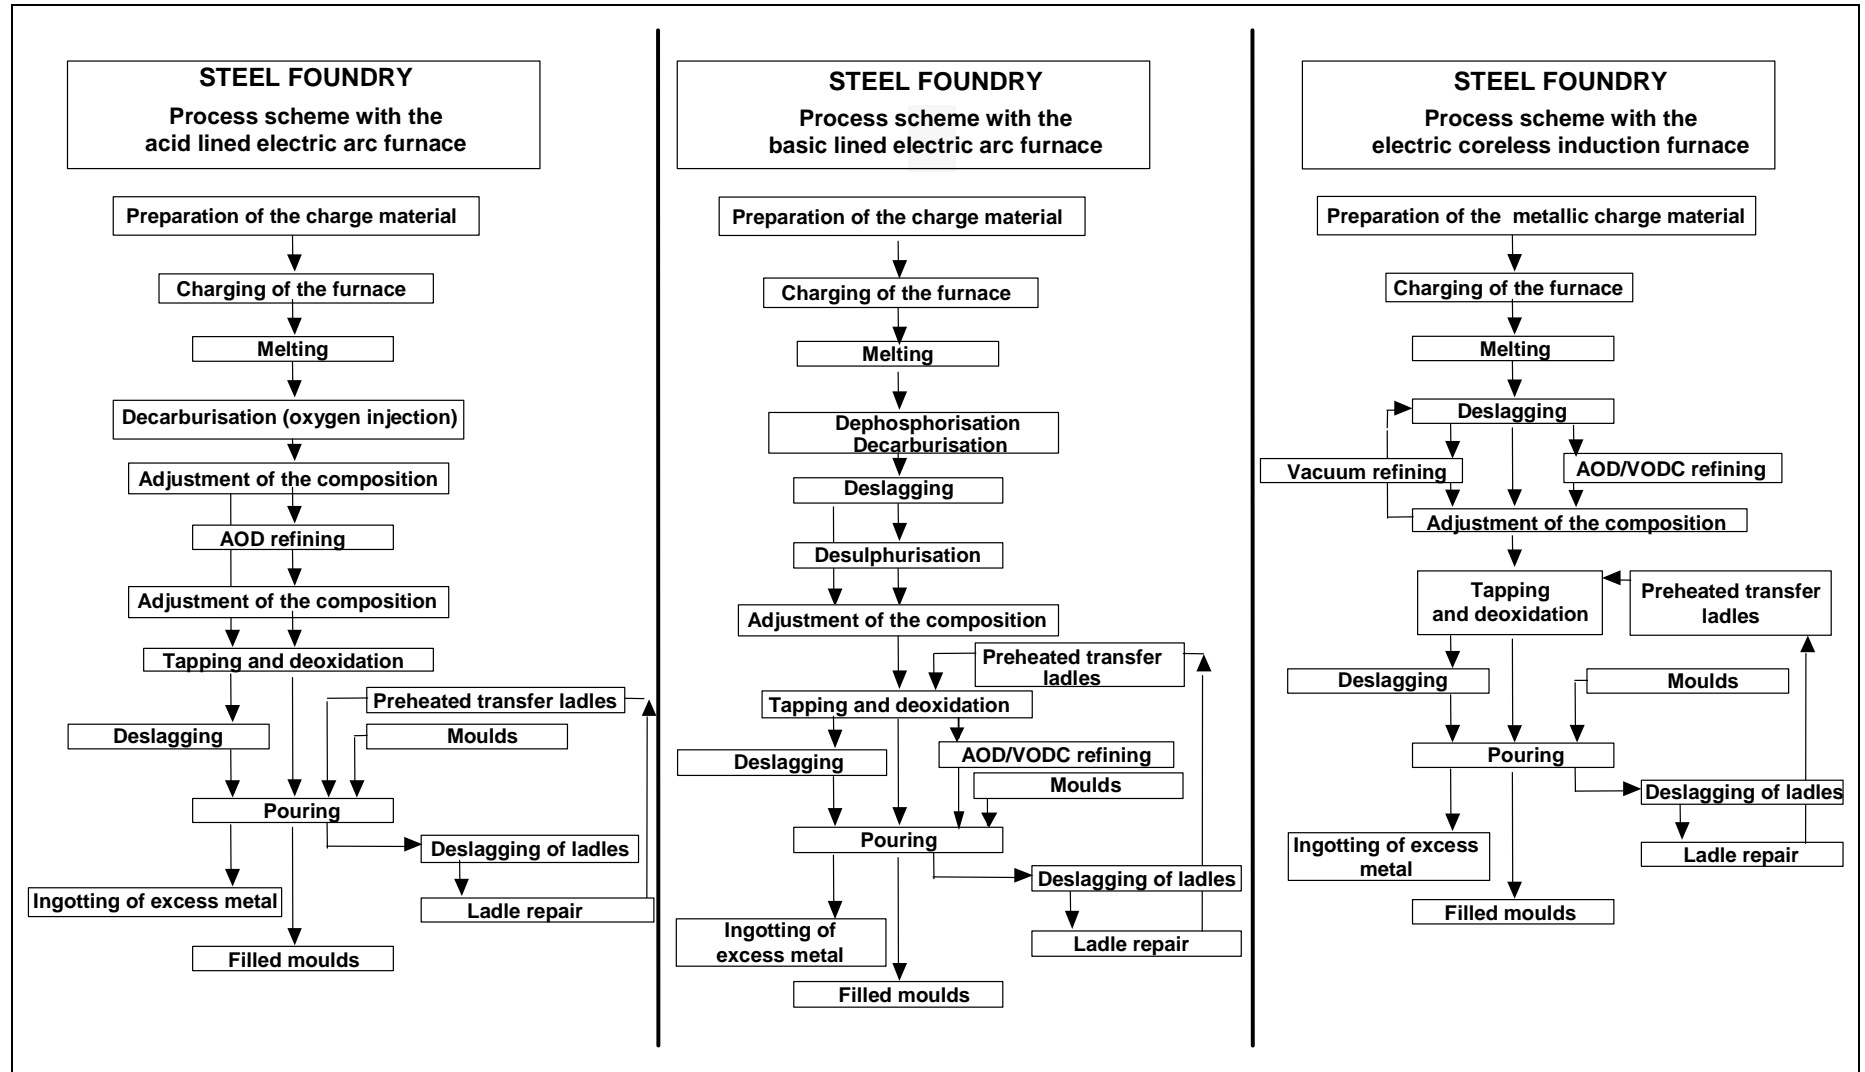 STEEL FOUNDRY
Process scheme with the
acid lined electric arc furnace
Preparation of the charge material
Charging of the furnace
Melting
Decarburisation (oxygen injection)
Adjustment of the composition
AOD refining
Adjustment of the composition
Tapping and deoxidation
Preheated transfer ladles
Deslagging
Moulds
Pouring
Deslagging of ladles
Ingotting of excess metal
Ladle repair
Filled moulds
STEEL FOUNDRY
Process scheme with the
basic lined electric arc furnace
Preparation of the charge material
Charging of the furnace
Melting
Dephosphorisation
Decarburisation
Deslagging
Desulphurisation
Adjustment of the composition
Preheated transfer
ladles
Tapping and deoxidation
Deslagging
AOD/VODC refining
Moulds
Pouring
Deslagging of ladles
Ingotting of
excess metal
Ladle repair
Filled moulds
STEEL FOUNDRY
Process scheme with the
electric coreless induction furnace
Preparation of the metallic charge material
Charging of the furnace
Melting
Deslagging
Vacuum refining
AOD/VODC refining
Adjustment of the composition
Tapping
and deoxidation
Preheated transfer
ladles
Deslagging
Moulds
Pouring
Deslagging of ladles
Ingotting of excess
metal
Ladle repair
Filled moulds